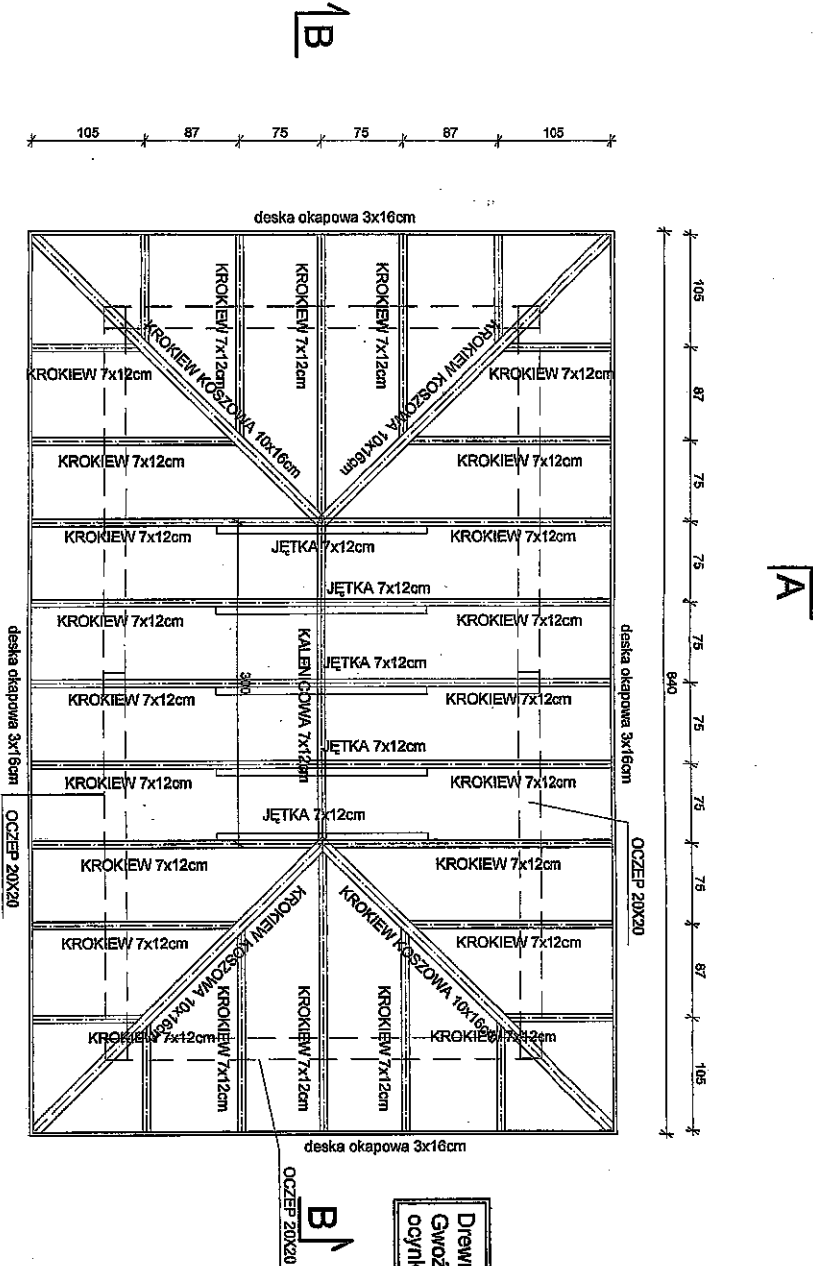 B
105
87
75
75
87
105
deska okapowa 3x16cm
105
87
75
75
75
75
75
75
87
105
840
A
KROKIEW 7x12cm
KROKIEW 7x12cm
KROKIEW 7x12cm
KROKIEW KOSZOWA 10x16cm
KROKIEW KOSZOWA 10x16cm
KROKIEW 7x12cm
KROKIEW 7x12cm
KROKIEW 7x12cm
KROKIEW 7x12cm
KROKIEW 7x12cm
KROKIEW 7x12cm
JĘTKA 7x12cm
JĘTKA 7x12cm
KROKIEW 7x12cm
KROKIEW 7x12cm
deska okapowa 3x16cm
deska okapowa 3x16cm
KALENICOWA 7x12cm
300
JĘTKA 7x12cm
KROKIEW 7x12cm
KROKIEW 7x12cm
JĘTKA 7x12cm
KROKIEW 7x12cm
KROKIEW 7x12cm
JĘTKA 7x12cm
OCZEP 20X20
OCZEP 20X20
KROKIEW 7x12cm
KROKIEW 7x12cm
KROKIEW KOSZOWA 10x16cm
KROKIEW KOSZOWA 10x16cm
KROKIEW 7x12cm
KROKIEW 7x12cm
KROKIEW 7x12cm
KROKIEW 7x12cm
KROKIEW 7x12cm
KROKIEW 7x12cm
KROKIEW 7x12cm
deska okapowa 3x16cm
OCZEP 20X20
B